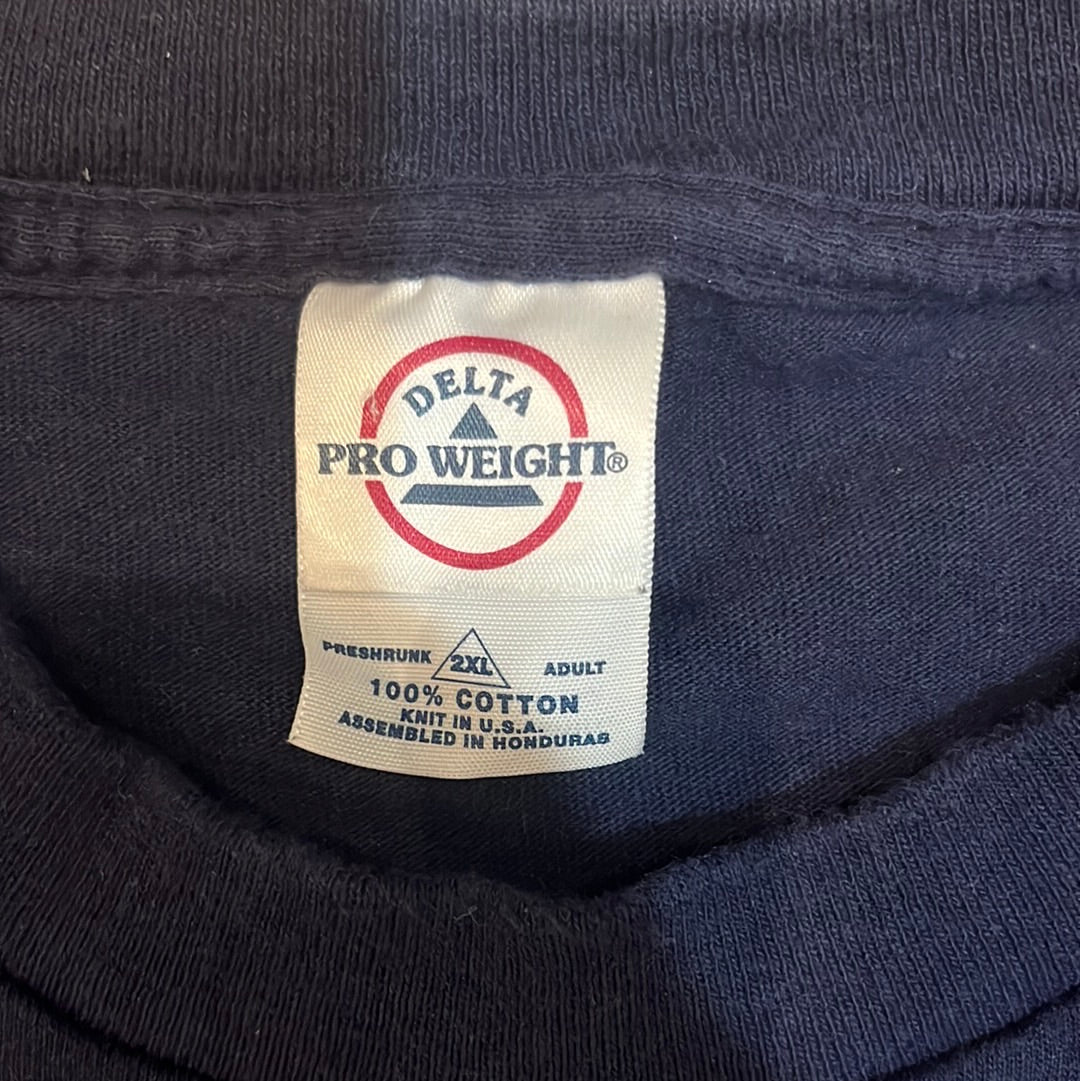 DELTA
PRO WEIGHT®
PRESHRUNK 2XL ADULT
100% COTTON
KNIT IN U.S.A.
ASSEMBLED IN HONDURAS